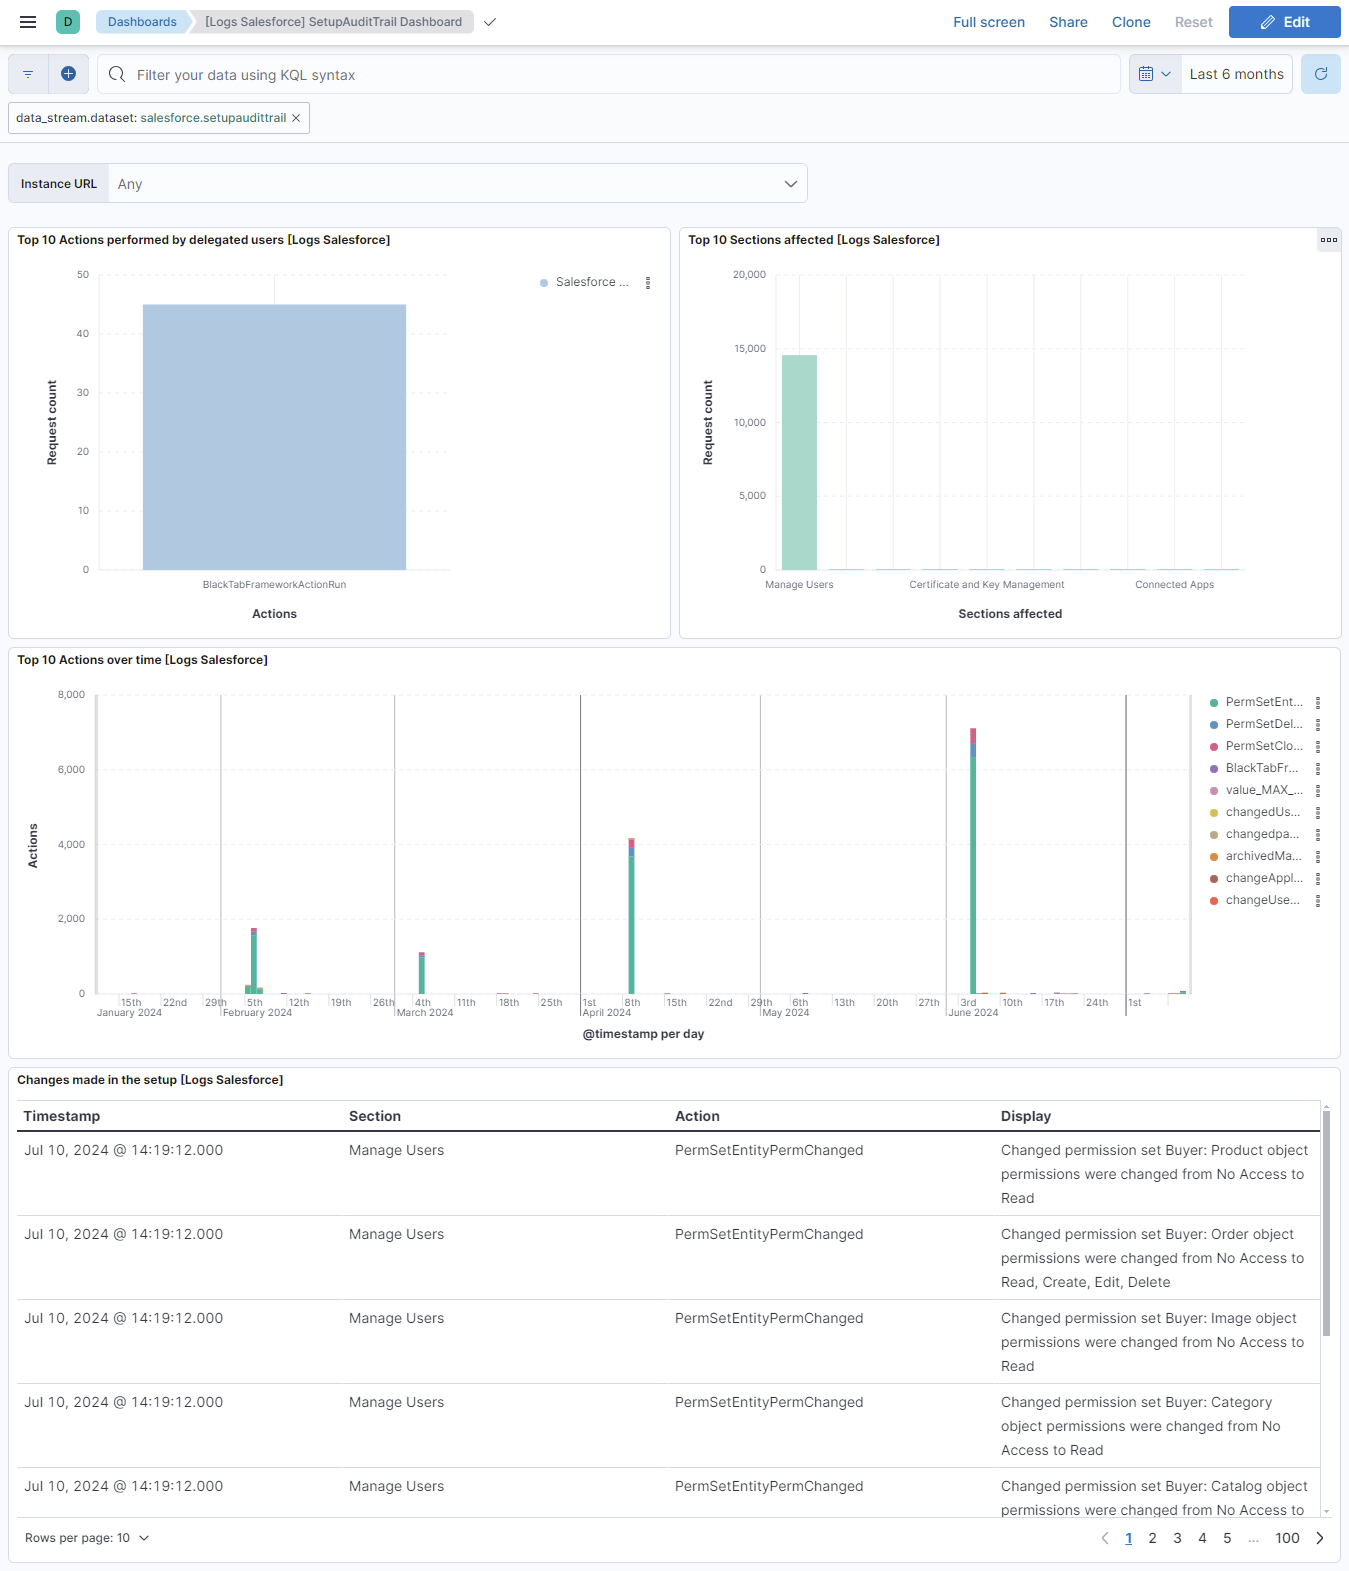 D
Dashboards
[Logs Salesforce] SetupAuditTrail Dashboard
Full screen
Share
Clone
Reset
Edit
Filter your data using KQL syntax
Last 6 months
data_stream.dataset: salesforce.setupaudittrail ×
Instance URL
Any
Top 10 Actions performed by delegated users [Logs Salesforce]
50
40
30
20
10
0
Request count
BlackTabFrameworkActionRun
Actions
Salesforce ...
Top 10 Sections affected [Logs Salesforce]
20,000
15,000
10,000
5,000
0
Request count
Manage Users
Certificate and Key Management
Connected Apps
Sections affected
Top 10 Actions over time [Logs Salesforce]
8,000
6,000
4,000
2,000
0
Actions
15th 22nd 29th 5th 12th 19th 26th 4th 11th 18th 25th 1st 8th 15th 22nd 29th 6th 13th 20th 27th 3rd 10th 17th 24th 1st
January 2024 February 2024 March 2024 April 2024 May 2024 June 2024
@timestamp per day
PermSetEnt...
PermSetDel...
PermSetClo...
BlackTabFr...
value_MAX_...
changedUs...
changedpa...
archivedMa...
changeAppl...
changeUse...
Changes made in the setup [Logs Salesforce]
Timestamp Section Action Display
Jul 10, 2024 @ 14:19:12.000 Manage Users PermSetEntityPermChanged Changed permission set Buyer: Product object
permissions were changed from No Access to
Read
Jul 10, 2024 @ 14:19:12.000 Manage Users PermSetEntityPermChanged Changed permission set Buyer: Order object
permissions were changed from No Access to
Read, Create, Edit, Delete
Jul 10, 2024 @ 14:19:12.000 Manage Users PermSetEntityPermChanged Changed permission set Buyer: Image object
permissions were changed from No Access to
Read
Jul 10, 2024 @ 14:19:12.000 Manage Users PermSetEntityPermChanged Changed permission set Buyer: Category
object permissions were changed from No
Access to Read
Jul 10, 2024 @ 14:19:12.000 Manage Users PermSetEntityPermChanged Changed permission set Buyer: Catalog object
permissions were changed from No Access to
Rows per page: 10
1 2 3 4 5 ... 100